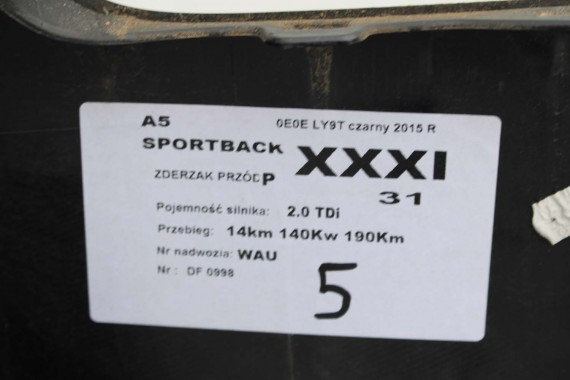 A5 0E0E LY9T czarny 2015 R
SPORTBACK XXXI
31
ZDERZAK PRZÓD P
Pojemność silnika: 2.0 TDi
Przebieg: 14km 140Kw 190Km
Nr nadwozia: WAU
Nr : DF 0998
5